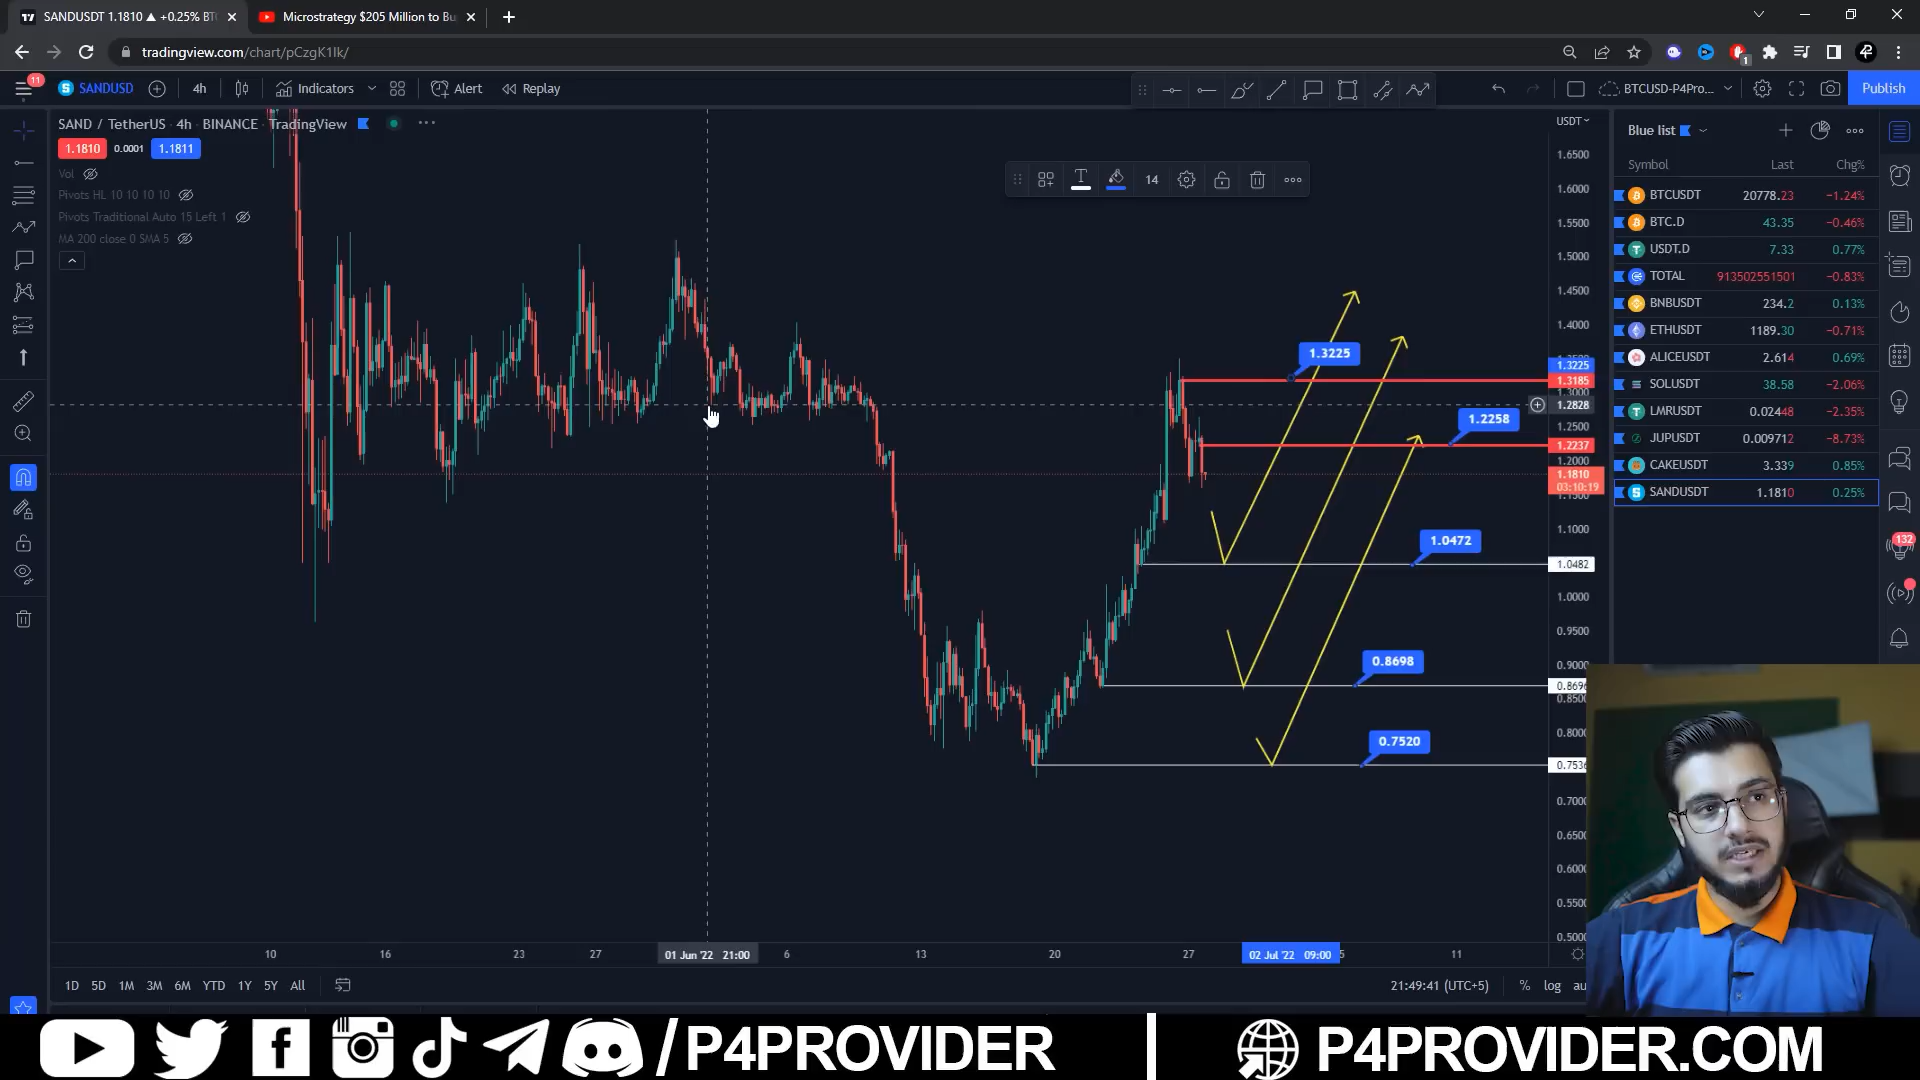 SANDUSDT 1.1810 ▲ +0.25% BT
Microstrategy $205 Million to Bu
tradingview.com/chart/pCzgK1Ik/
1
11
SANDUSD
4h
Indicators
Alert
Replay
BTCUSD-P4Pro...
Publish
SAND / TetherUS · 4h · BINANCE · TradingView
1.1810
0.0001
1.1811
Vol
Pivots HL 10 10 10 10
Pivots Traditional Auto 15 Left 1
MA 200 close 0 SMA 5
14
1.3225
1.2258
1.0472
0.8698
0.7520
USDT
1.6500
1.6000
1.5500
1.5000
1.4500
1.4000
1.3225
1.3185
1.2828
1.2500
1.2237
1.2000
1.1810
03:10:19
1.1000
1.0482
1.0000
0.9500
0.9000
0.8500
0.8000
0.7000
0.6500
0.6000
0.5500
0.5000
10
16
23
27
01 Jun '22 21:00
6
13
20
27
02 Jul '22 09:00
5
11
1D 5D 1M 3M 6M YTD 1Y 5Y All
21:49:41 (UTC+5)
% log au
Blue list
Symbol Last Chg%
BTCUSDT 20778.23 −1.24%
BTC.D 43.35 −0.46%
USDT.D 7.33 0.77%
TOTAL 913502551501 −0.83%
BNBUSDT 234.2 0.13%
ETHUSDT 1189.30 −0.71%
ALICEUSDT 2.614 0.69%
SOLUSDT 38.58 −2.06%
LMRUSDT 0.02448 −2.35%
JUPUSDT 0.009712 −8.73%
CAKEUSDT 3.339 0.85%
SANDUSDT 1.1810 0.25%
132
/P4PROVIDER
P4PROVIDER.COM